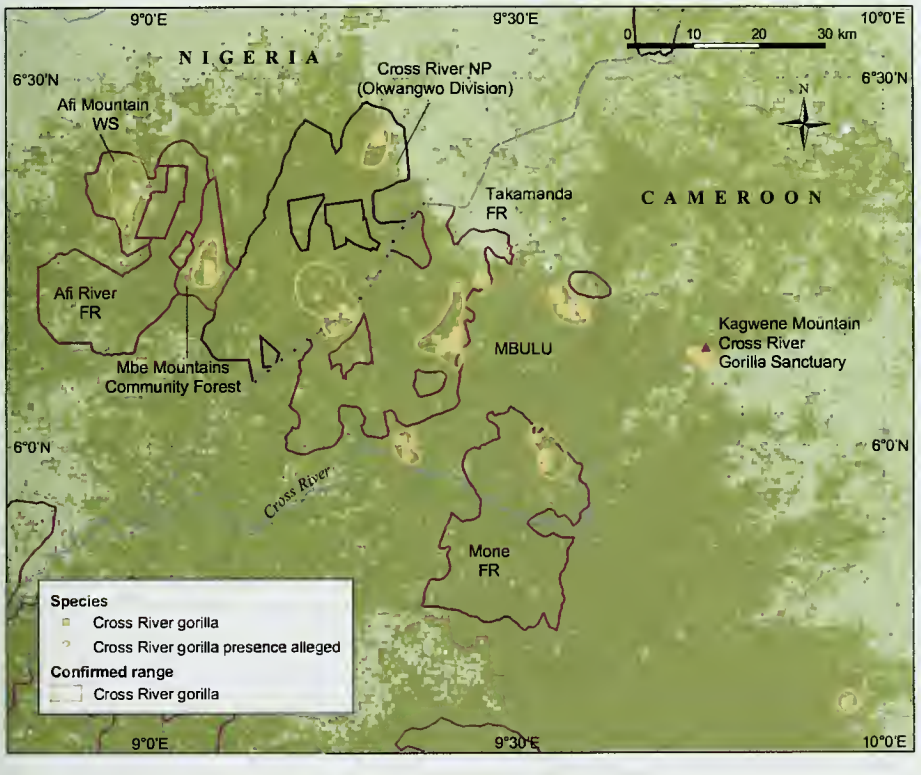 9°0'E
9°30'E
10°0'E
0 10 20 30 km
NIGERIA
Cross River NP
(Okwangwo Division)
6°30'N
6°30'N
Afi Mountain
WS
N
Takamanda
FR
CAMEROON
Afi River
FR
Kagwene Mountain
Cross River
Gorilla Sanctuary
MBULU
Mbe Mountains
Community Forest
6°0'N
6°0'N
Cross River
Mone
FR
Species
Cross River gorilla
Cross River gorilla presence alleged
Confirmed range
Cross River gorilla
9°0'E
9°30'E
10°0'E